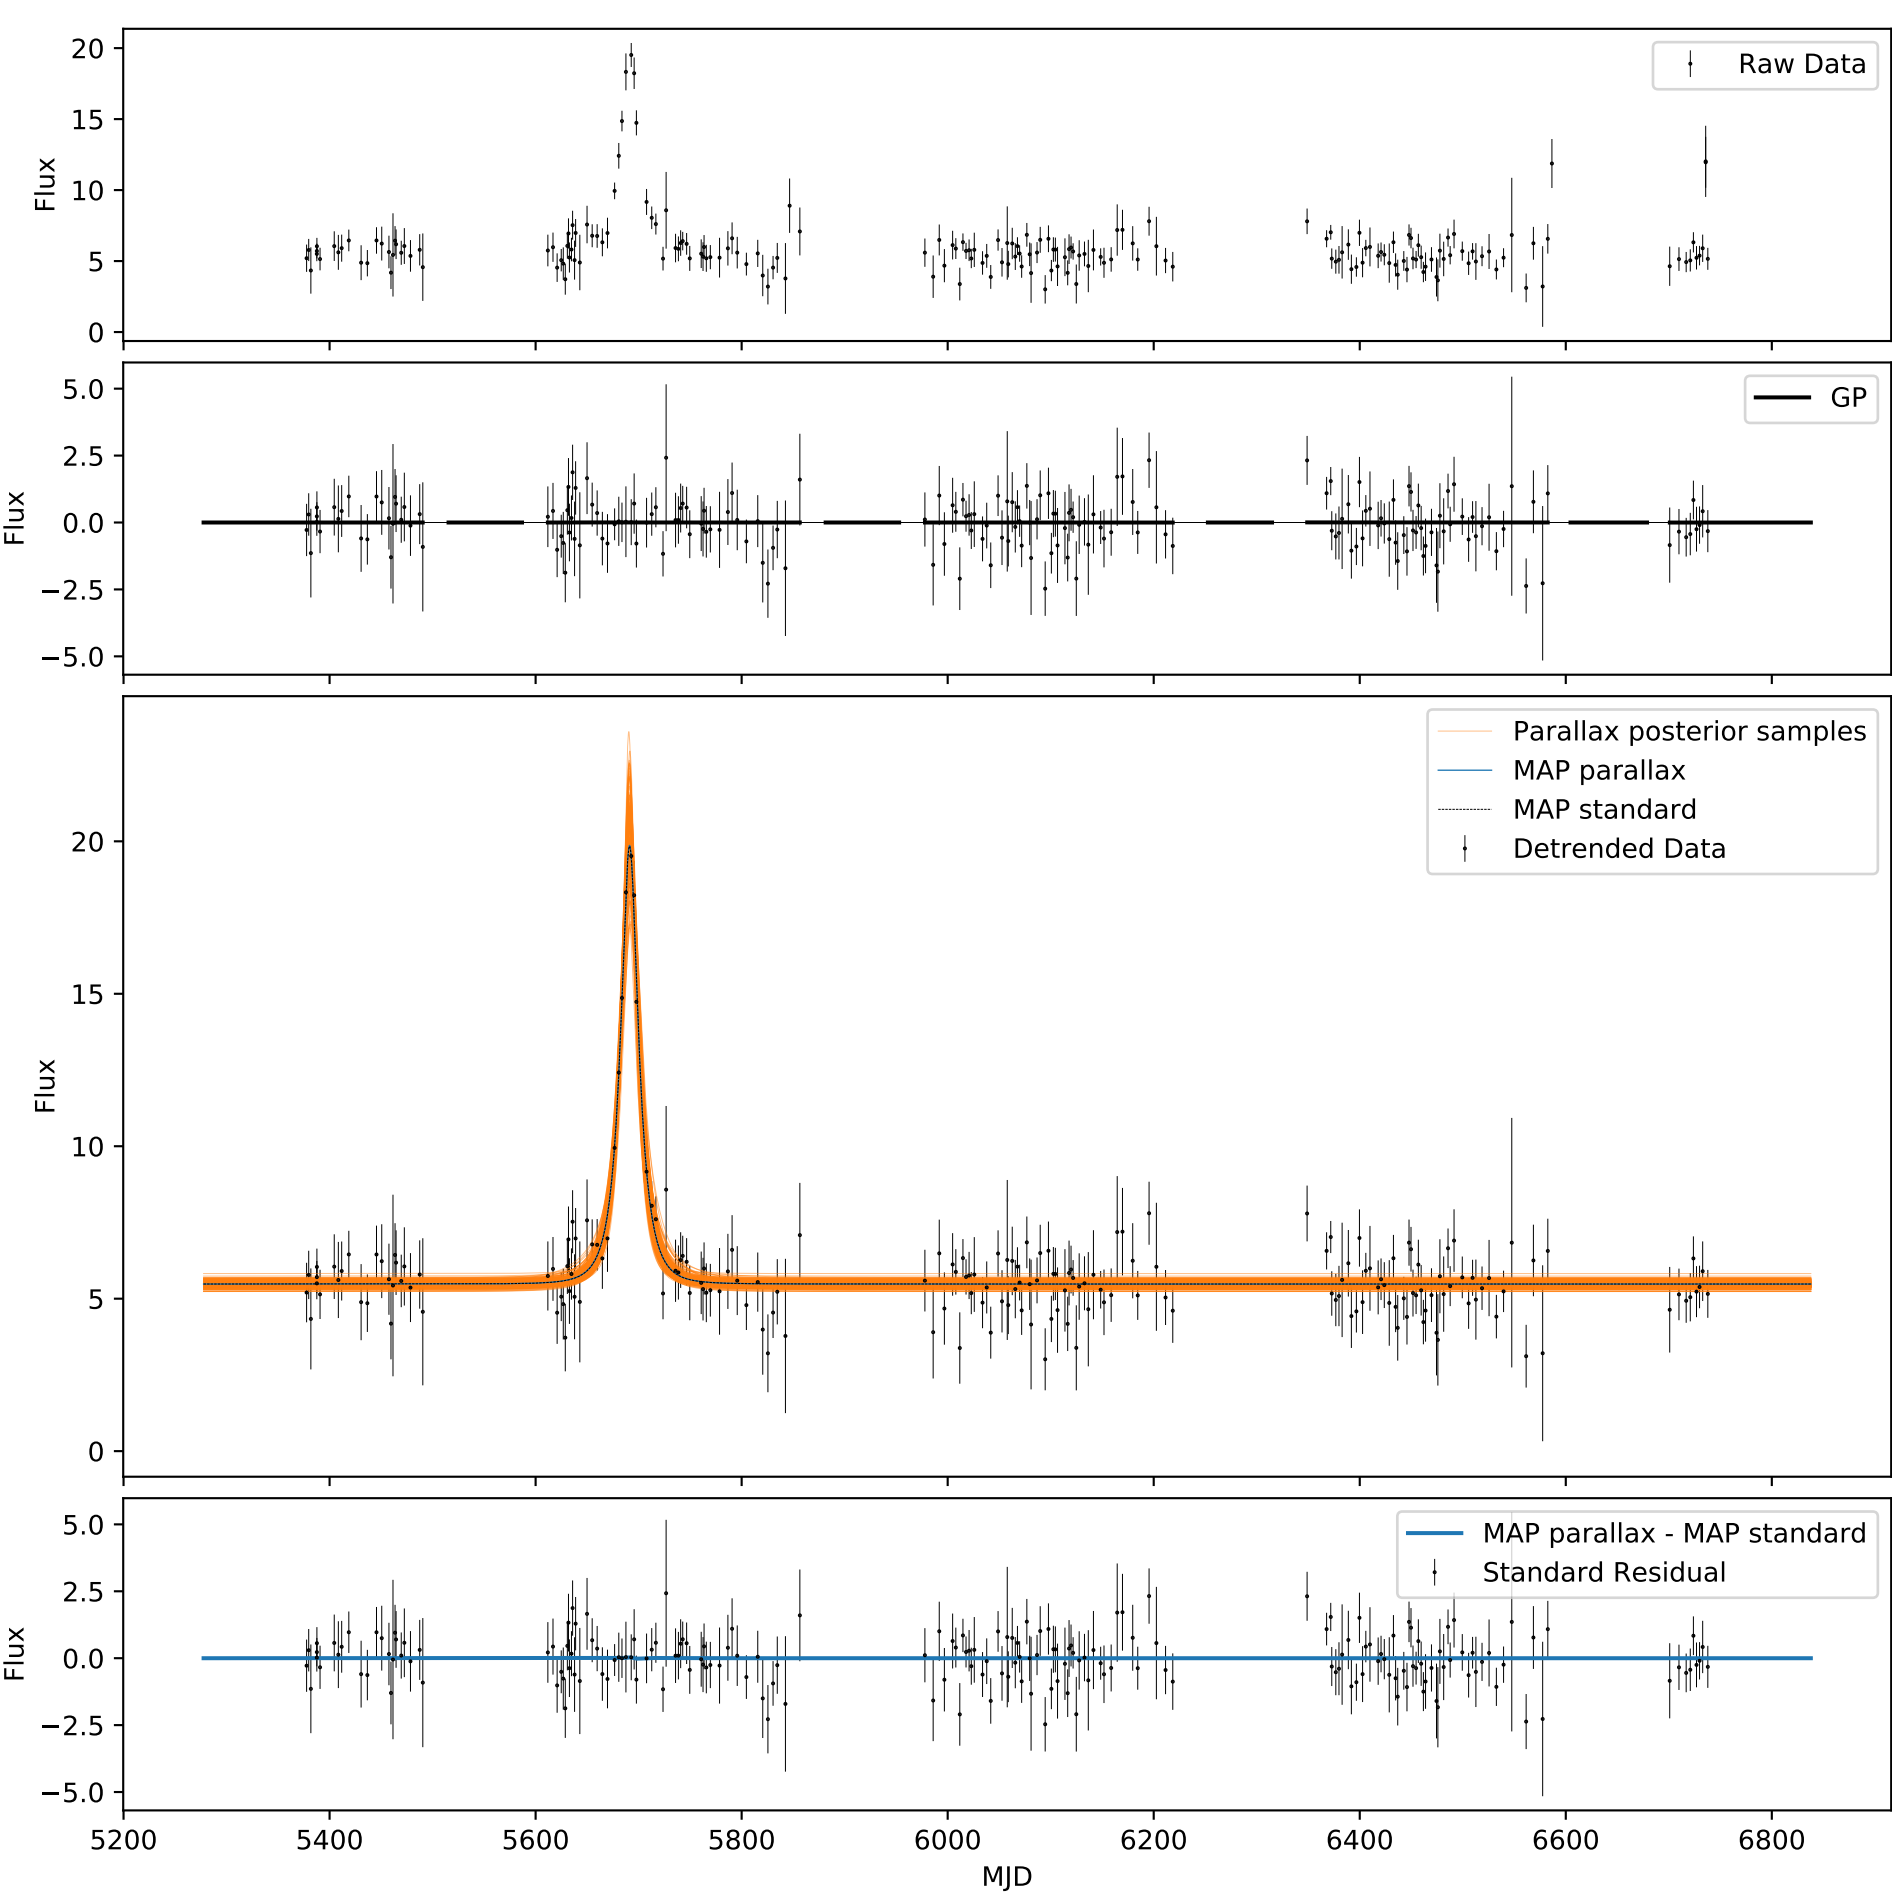 20
15
10
5
0
Flux
Raw Data
5.0
2.5
0.0
−2.5
−5.0
Flux
GP
20
15
10
5
0
Flux
Parallax posterior samples
MAP parallax
MAP standard
Detrended Data
5.0
2.5
0.0
−2.5
−5.0
Flux
MAP parallax - MAP standard
Standard Residual
5200 5400 5600 5800 6000 6200 6400 6600 6800
MJD